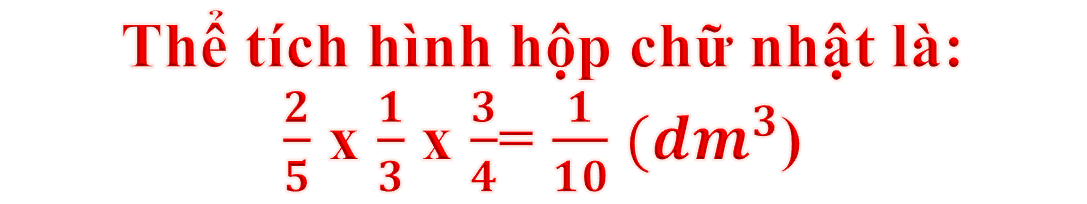 Thể tích hình hộp chữ nhật là:
2/5 x 1/3 x 3/4= 1/10 (dm³)